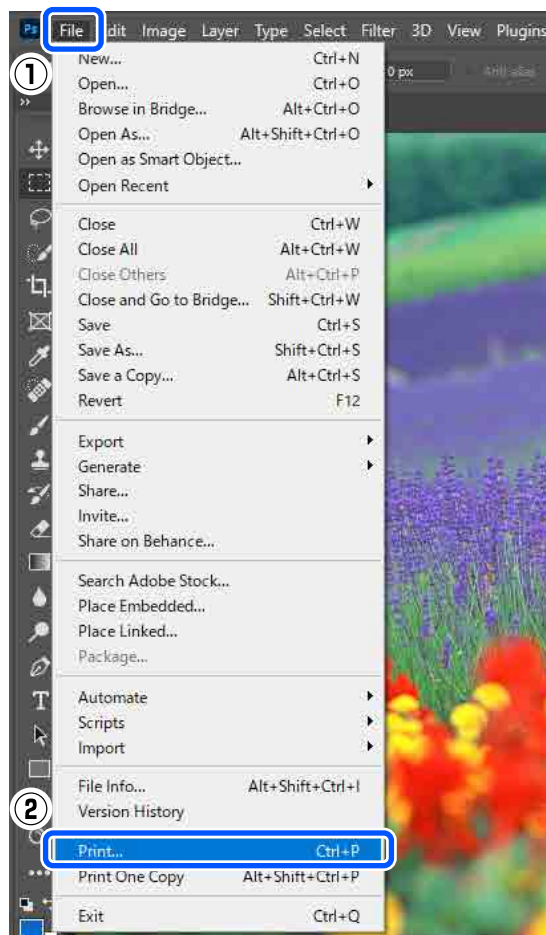 Ps File Edit Image Layer Type Select Filter 3D View Plugins
①
0 px Anti-alias
New... Ctrl+N
Open... Ctrl+O
Browse in Bridge... Alt+Ctrl+O
Open As... Alt+Shift+Ctrl+O
Open as Smart Object...
Open Recent
Close Ctrl+W
Close All Alt+Ctrl+W
Close Others Alt+Ctrl+P
Close and Go to Bridge... Shift+Ctrl+W
Save Ctrl+S
Save As... Shift+Ctrl+S
Save a Copy... Alt+Ctrl+S
Revert F12
Export
Generate
Share...
Invite...
Share on Behance...
Search Adobe Stock...
Place Embedded...
Place Linked...
Package...
Automate
Scripts
Import
File Info... Alt+Shift+Ctrl+I
Version History
②
Print... Ctrl+P
Print One Copy Alt+Shift+Ctrl+P
Exit Ctrl+Q